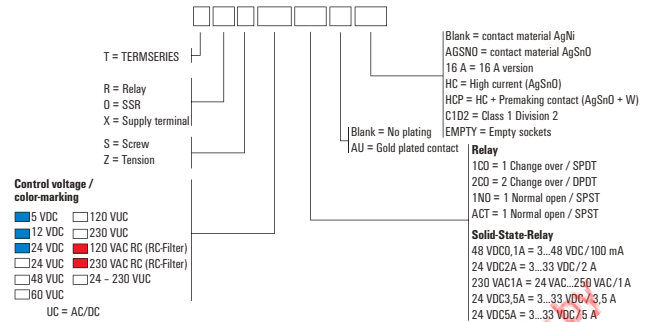 T = TERMSERIES
R = Relay
O = SSR
X = Supply terminal
S = Screw
Z = Tension
Control voltage /
color-marking
5 VDC 120 VUC
12 VDC 230 VUC
24 VDC 120 VAC RC (RC-Filter)
24 VUC 230 VAC RC (RC-Filter)
48 VUC 24 – 230 VUC
60 VUC
UC = AC/DC
Blank = No plating
AU = Gold plated contact
Blank = contact material AgNi
AGSNO = contact material AgSnO
16 A = 16 A version
HC = High current (AgSnO)
HCP = HC + Premaking contact (AgSnO + W)
C1D2 = Class 1 Division 2
EMPTY = Empty sockets
Relay
1CO = 1 Change over / SPDT
2CO = 2 Change over / DPDT
1NO = 1 Normal open / SPST
ACT = 1 Normal open / SPST
Solid-State-Relay
48 VDC0,1A = 3...48 VDC/100 mA
24 VDC2A = 3...33 VDC/2 A
230 VAC1A = 24 VAC...250 VAC/1A
24 VDC3,5A = 3...33 VDC/3,5 A
24 VDC5A = 3...33 VDC/5 A
by